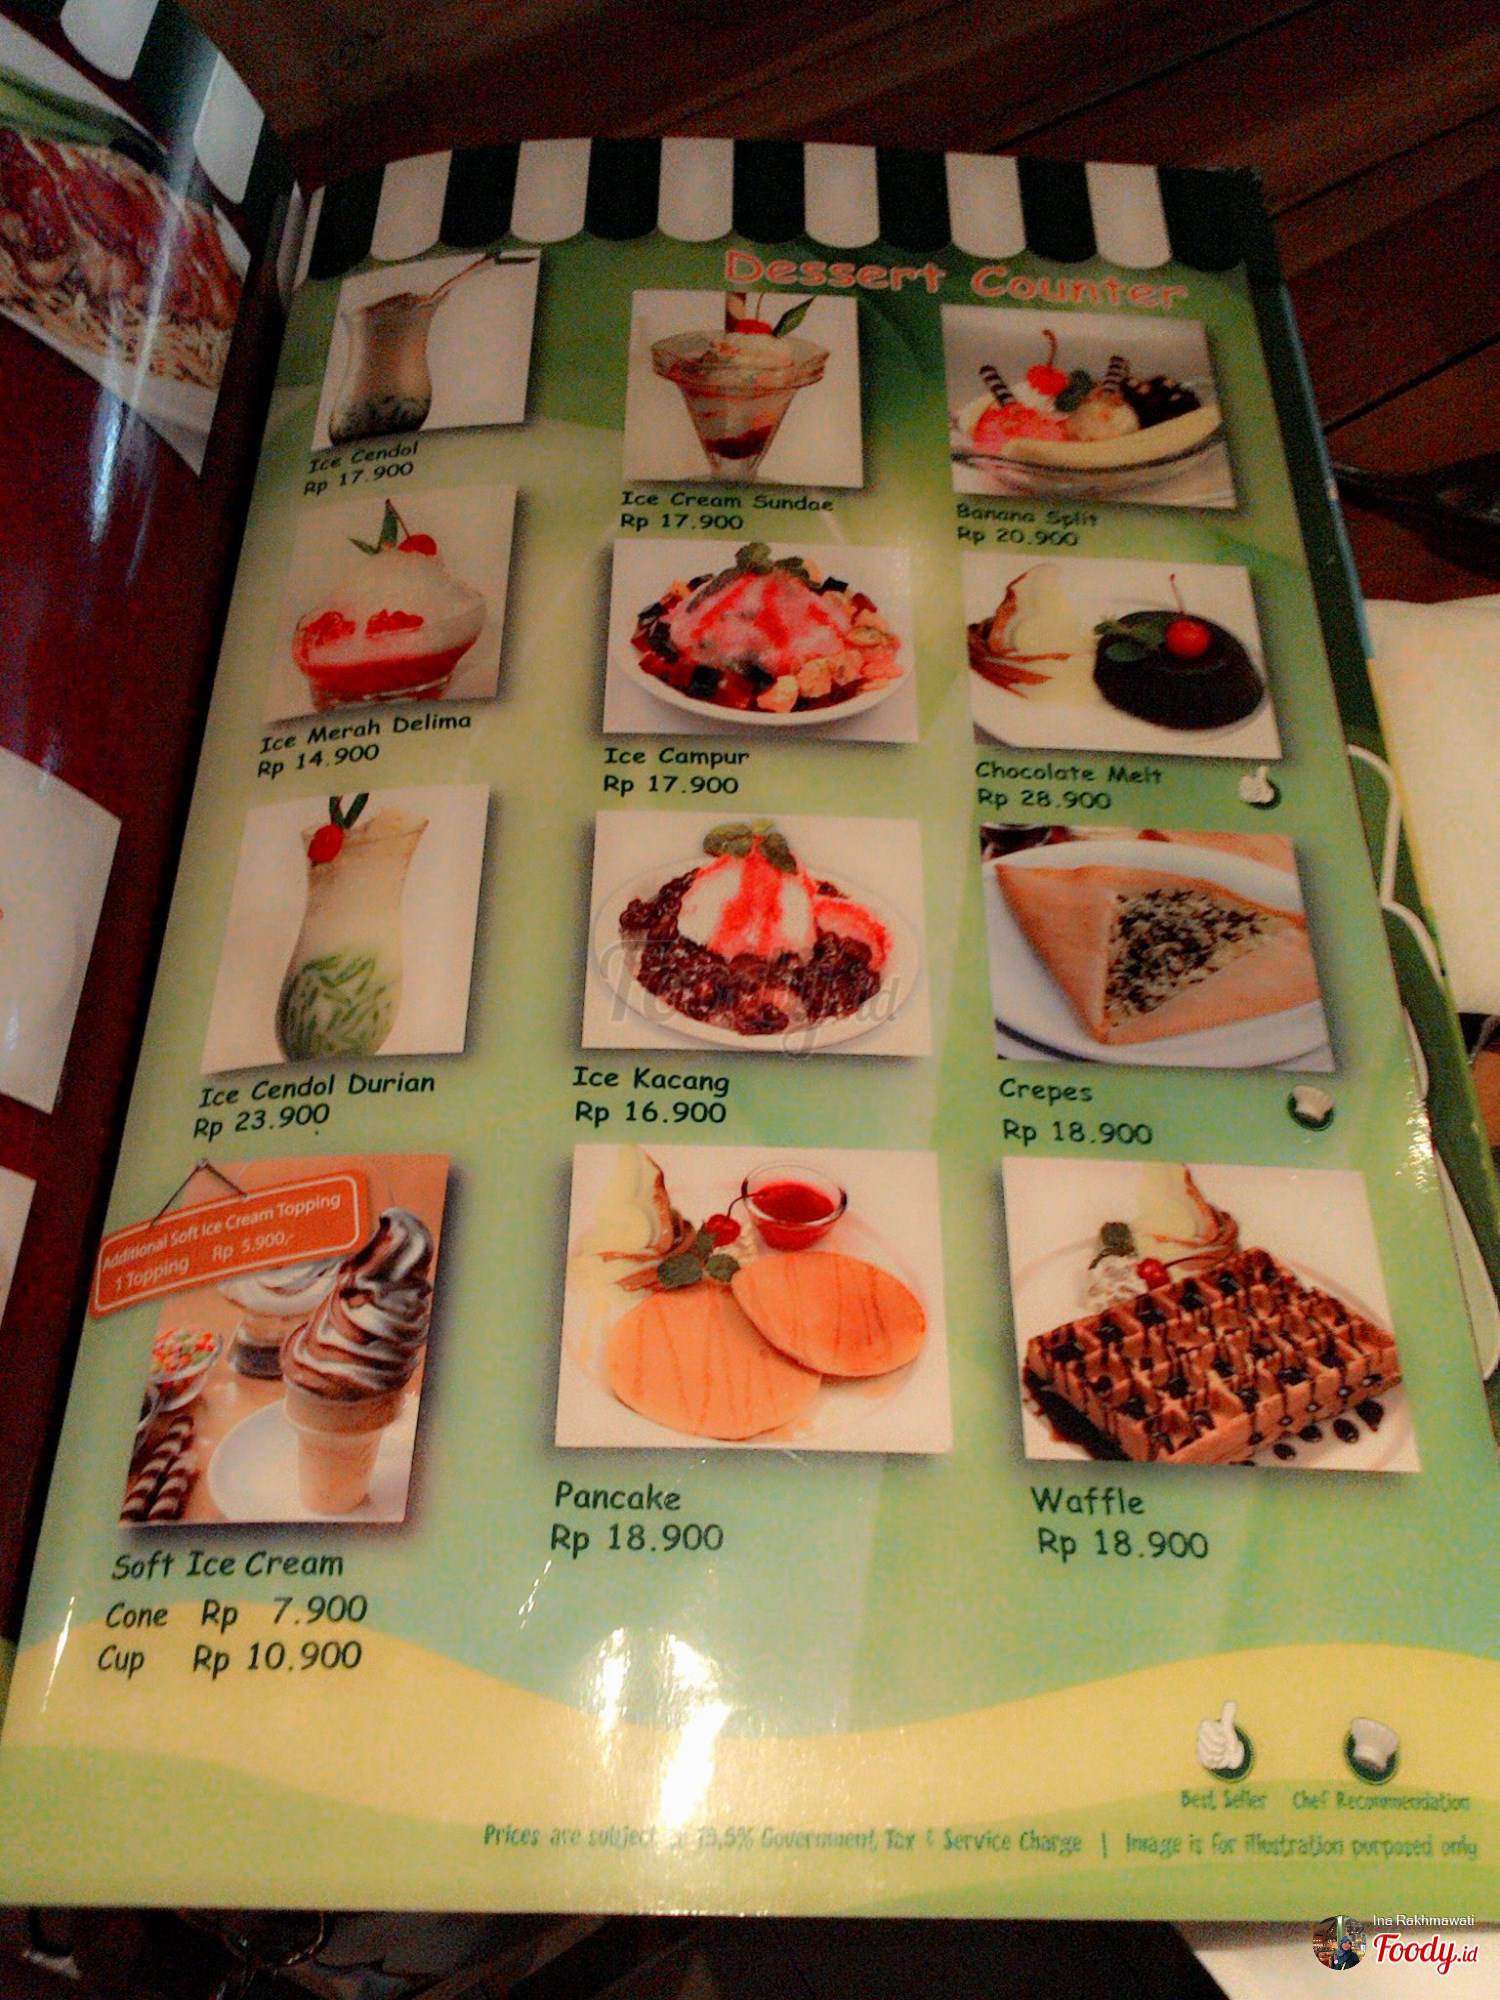 Dessert Counter
Ice Cendol
Rp 17.900
Ice Cream Sundae
Rp 17.900
Banana Split
Rp 20.900
Ice Merah Delima
Rp 14.900
Ice Campur
Rp 17.900
Chocolate Melt
Rp 28.900
Ice Cendol Durian
Rp 23.900
Ice Kacang
Rp 16.900
Crepes
Rp 18.900
Additional Soft Ice Cream Topping
1 Topping Rp 5.900,-
Soft Ice Cream
Cone Rp 7.900
Cup Rp 10.900
Pancake
Rp 18.900
Waffle
Rp 18.900
Best Seller
Chef Recommendation
Prices are subject Government Tax & Service Charge | Image is for illustration purposed only
Foody.id
Ina Rakhmawati
Foody.id